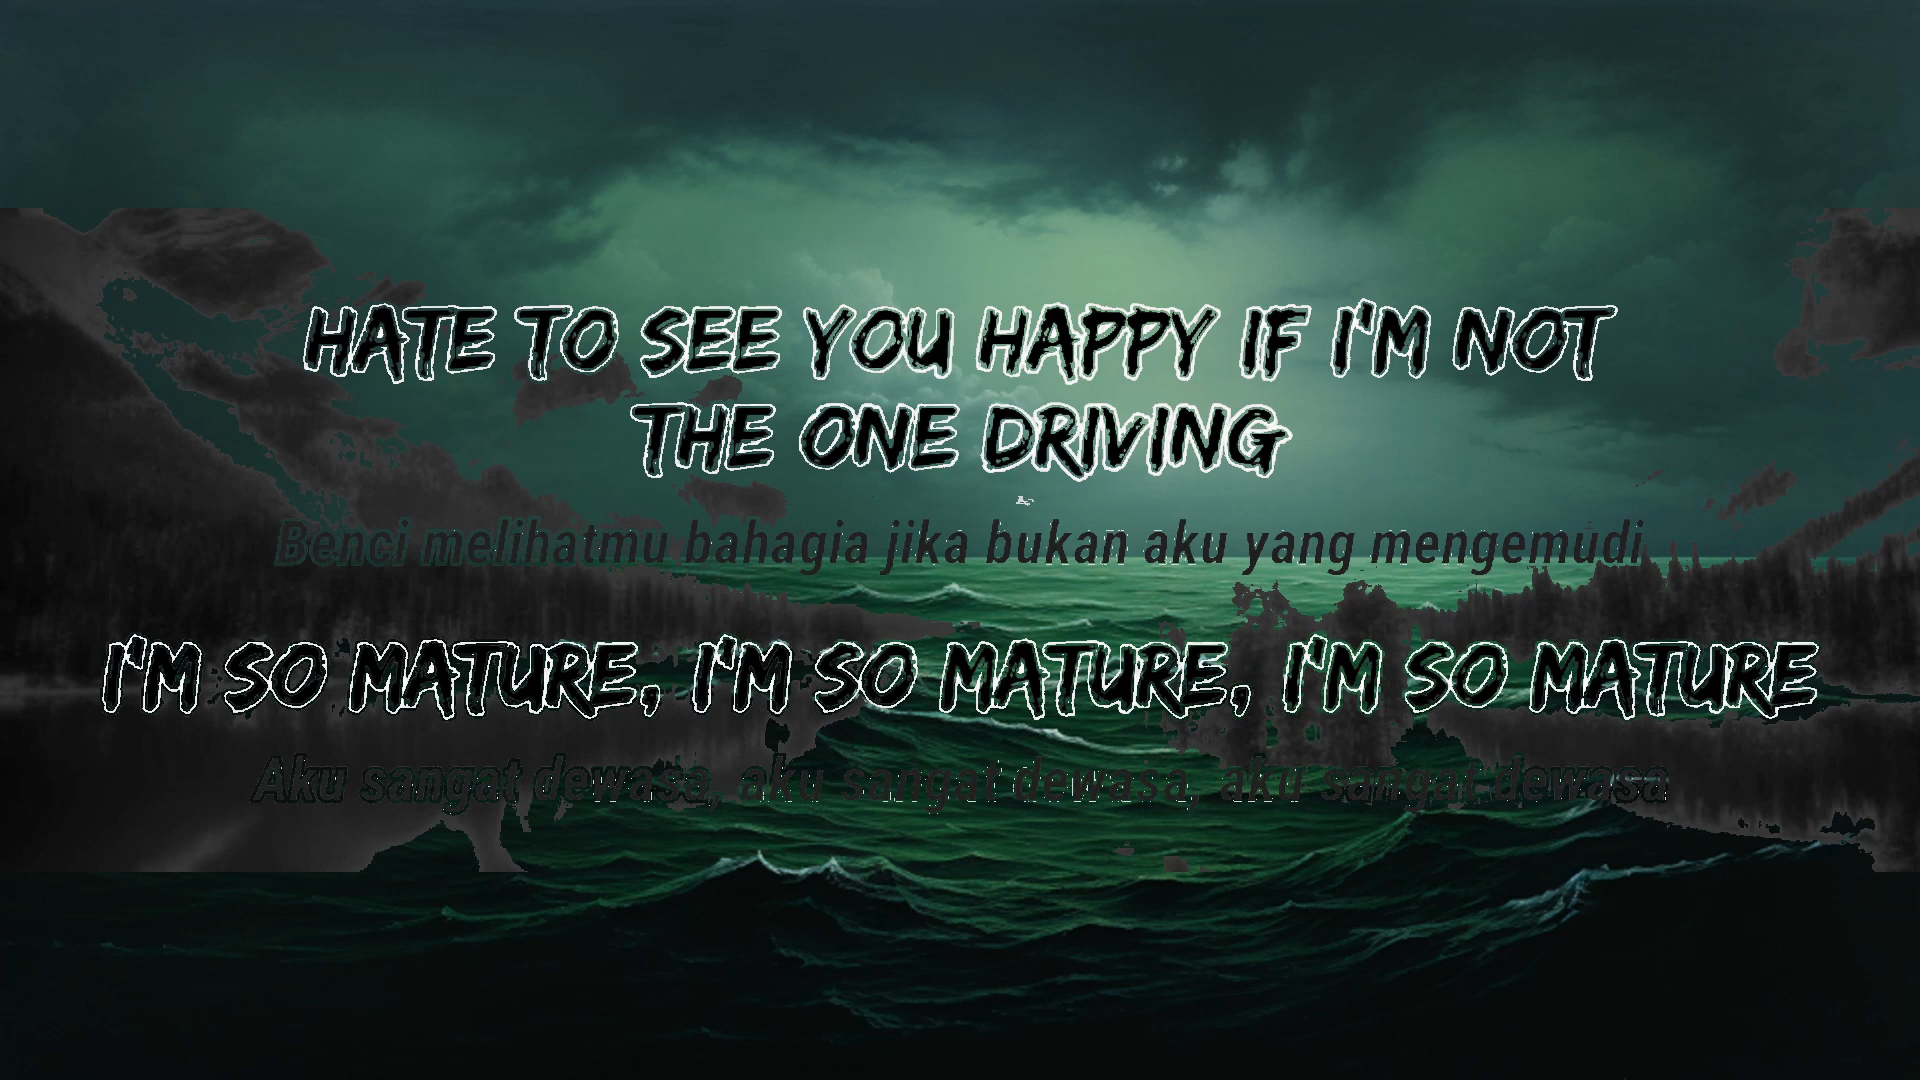 HATE TO SEE YOU HAPPY IF I'M NOT
THE ONE DRIVING
Benci melihatmu bahagia jika bukan aku yang mengemudi
I'M SO MATURE, I'M SO MATURE, I'M SO MATURE
Aku sangat dewasa, aku sangat dewasa, aku sangat dewasa